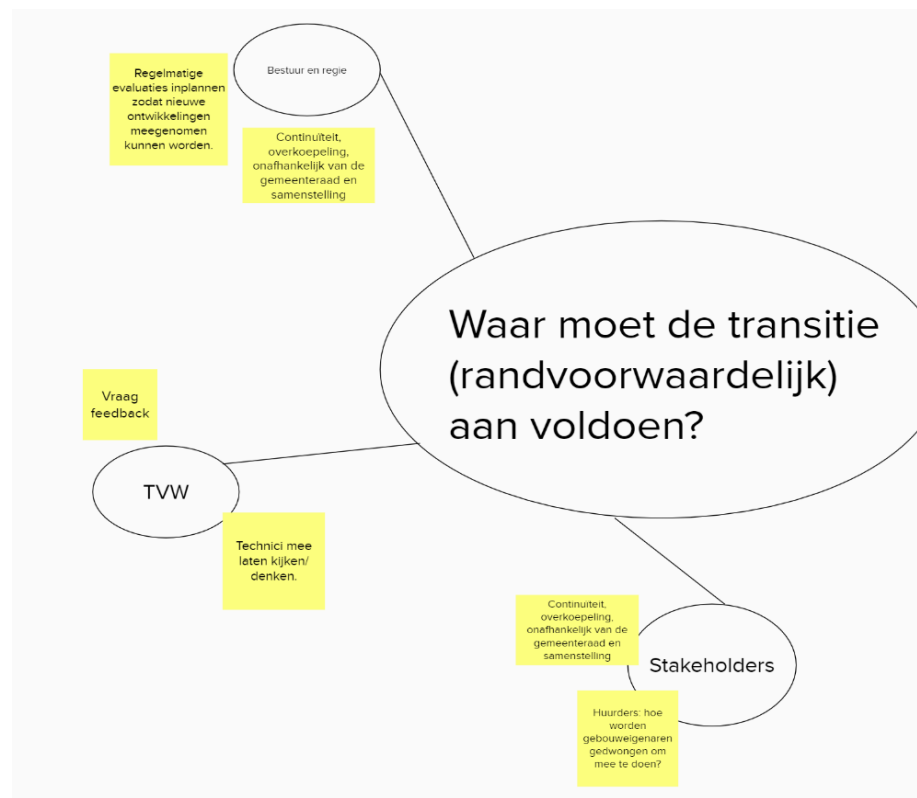 Bestuur en regie
Regelmatige
evaluaties inplannen
zodat nieuwe
ontwikkelingen
meegenomen
kunnen worden.
Continuïteit,
overkoepeling,
onafhankelijk van de
gemeenteraad en
samenstelling
Waar moet de transitie
(randvoorwaardelijk)
aan voldoen?
Vraag
feedback
TVW
Technici mee
laten kijken/
denken.
Continuïteit,
overkoepeling,
onafhankelijk van de
gemeenteraad en
samenstelling
Stakeholders
Huurders: hoe
worden
gebouweigenaren
gedwongen om
mee te doen?